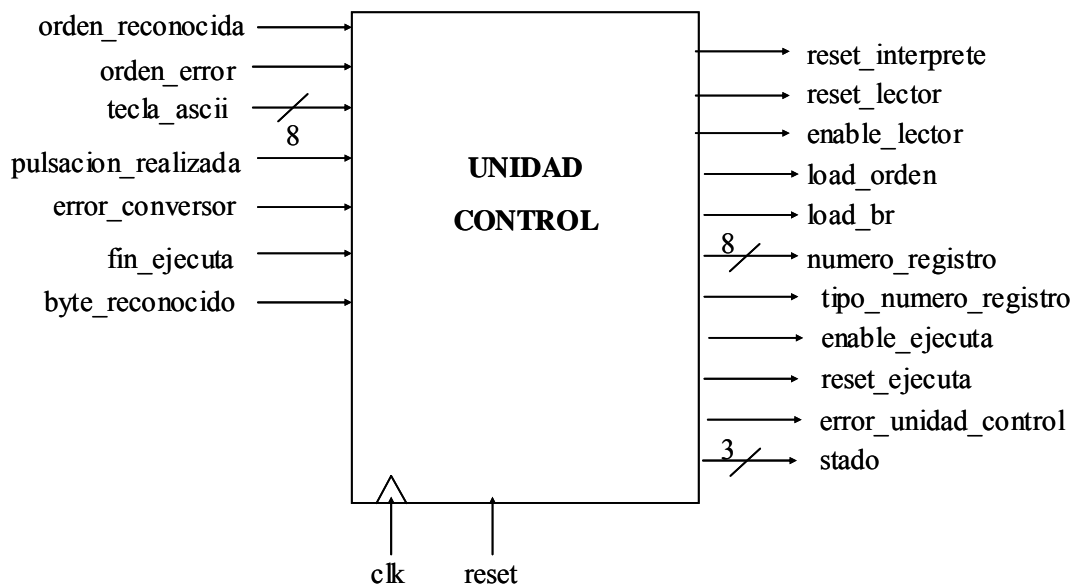 orden_reconocida
orden_error
tecla_ascii
8
pulsacion_realizada
error_conversor
fin_ejecuta
byte_reconocido
UNIDAD
CONTROL
reset_interprete
reset_lector
enable_lector
load_orden
load_br
8
numero_registro
tipo_numero_registro
enable_ejecuta
reset_ejecuta
error_unidad_control
3
stado
clk
reset